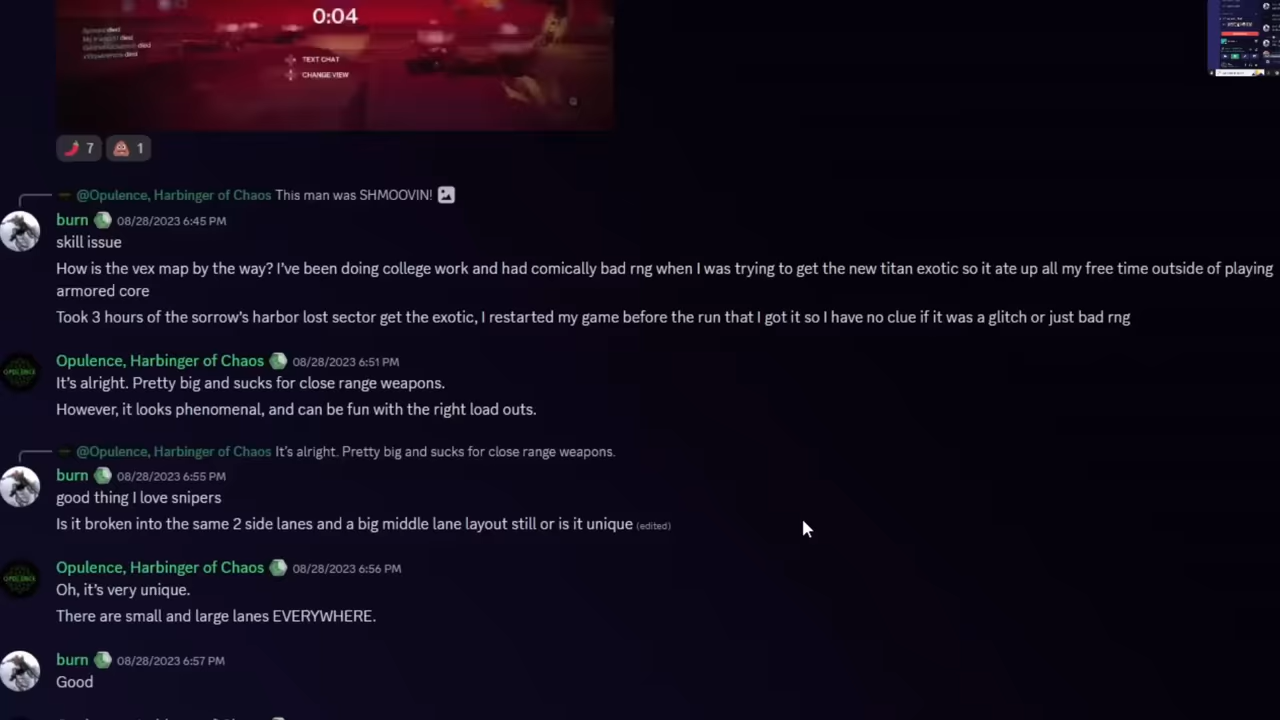 0:04
died
died
died
died
TEXT CHAT
CHANGE VIEW
7 1
@Opulence, Harbinger of Chaos This man was SHMOOVIN!
burn 08/28/2023 6:45 PM
skill issue
How is the vex map by the way? I've been doing college work and had comically bad rng when I was trying to get the new titan exotic so it ate up all my free time outside of playing
armored core
Took 3 hours of the sorrow's harbor lost sector get the exotic, I restarted my game before the run that I got it so I have no clue if it was a glitch or just bad rng
Opulence, Harbinger of Chaos 08/28/2023 6:51 PM
It's alright. Pretty big and sucks for close range weapons.
However, it looks phenomenal, and can be fun with the right load outs.
@Opulence, Harbinger of Chaos It's alright. Pretty big and sucks for close range weapons.
burn 08/28/2023 6:55 PM
good thing I love snipers
Is it broken into the same 2 side lanes and a big middle lane layout still or is it unique (edited)
Opulence, Harbinger of Chaos 08/28/2023 6:56 PM
Oh, it's very unique.
There are small and large lanes EVERYWHERE.
burn 08/28/2023 6:57 PM
Good